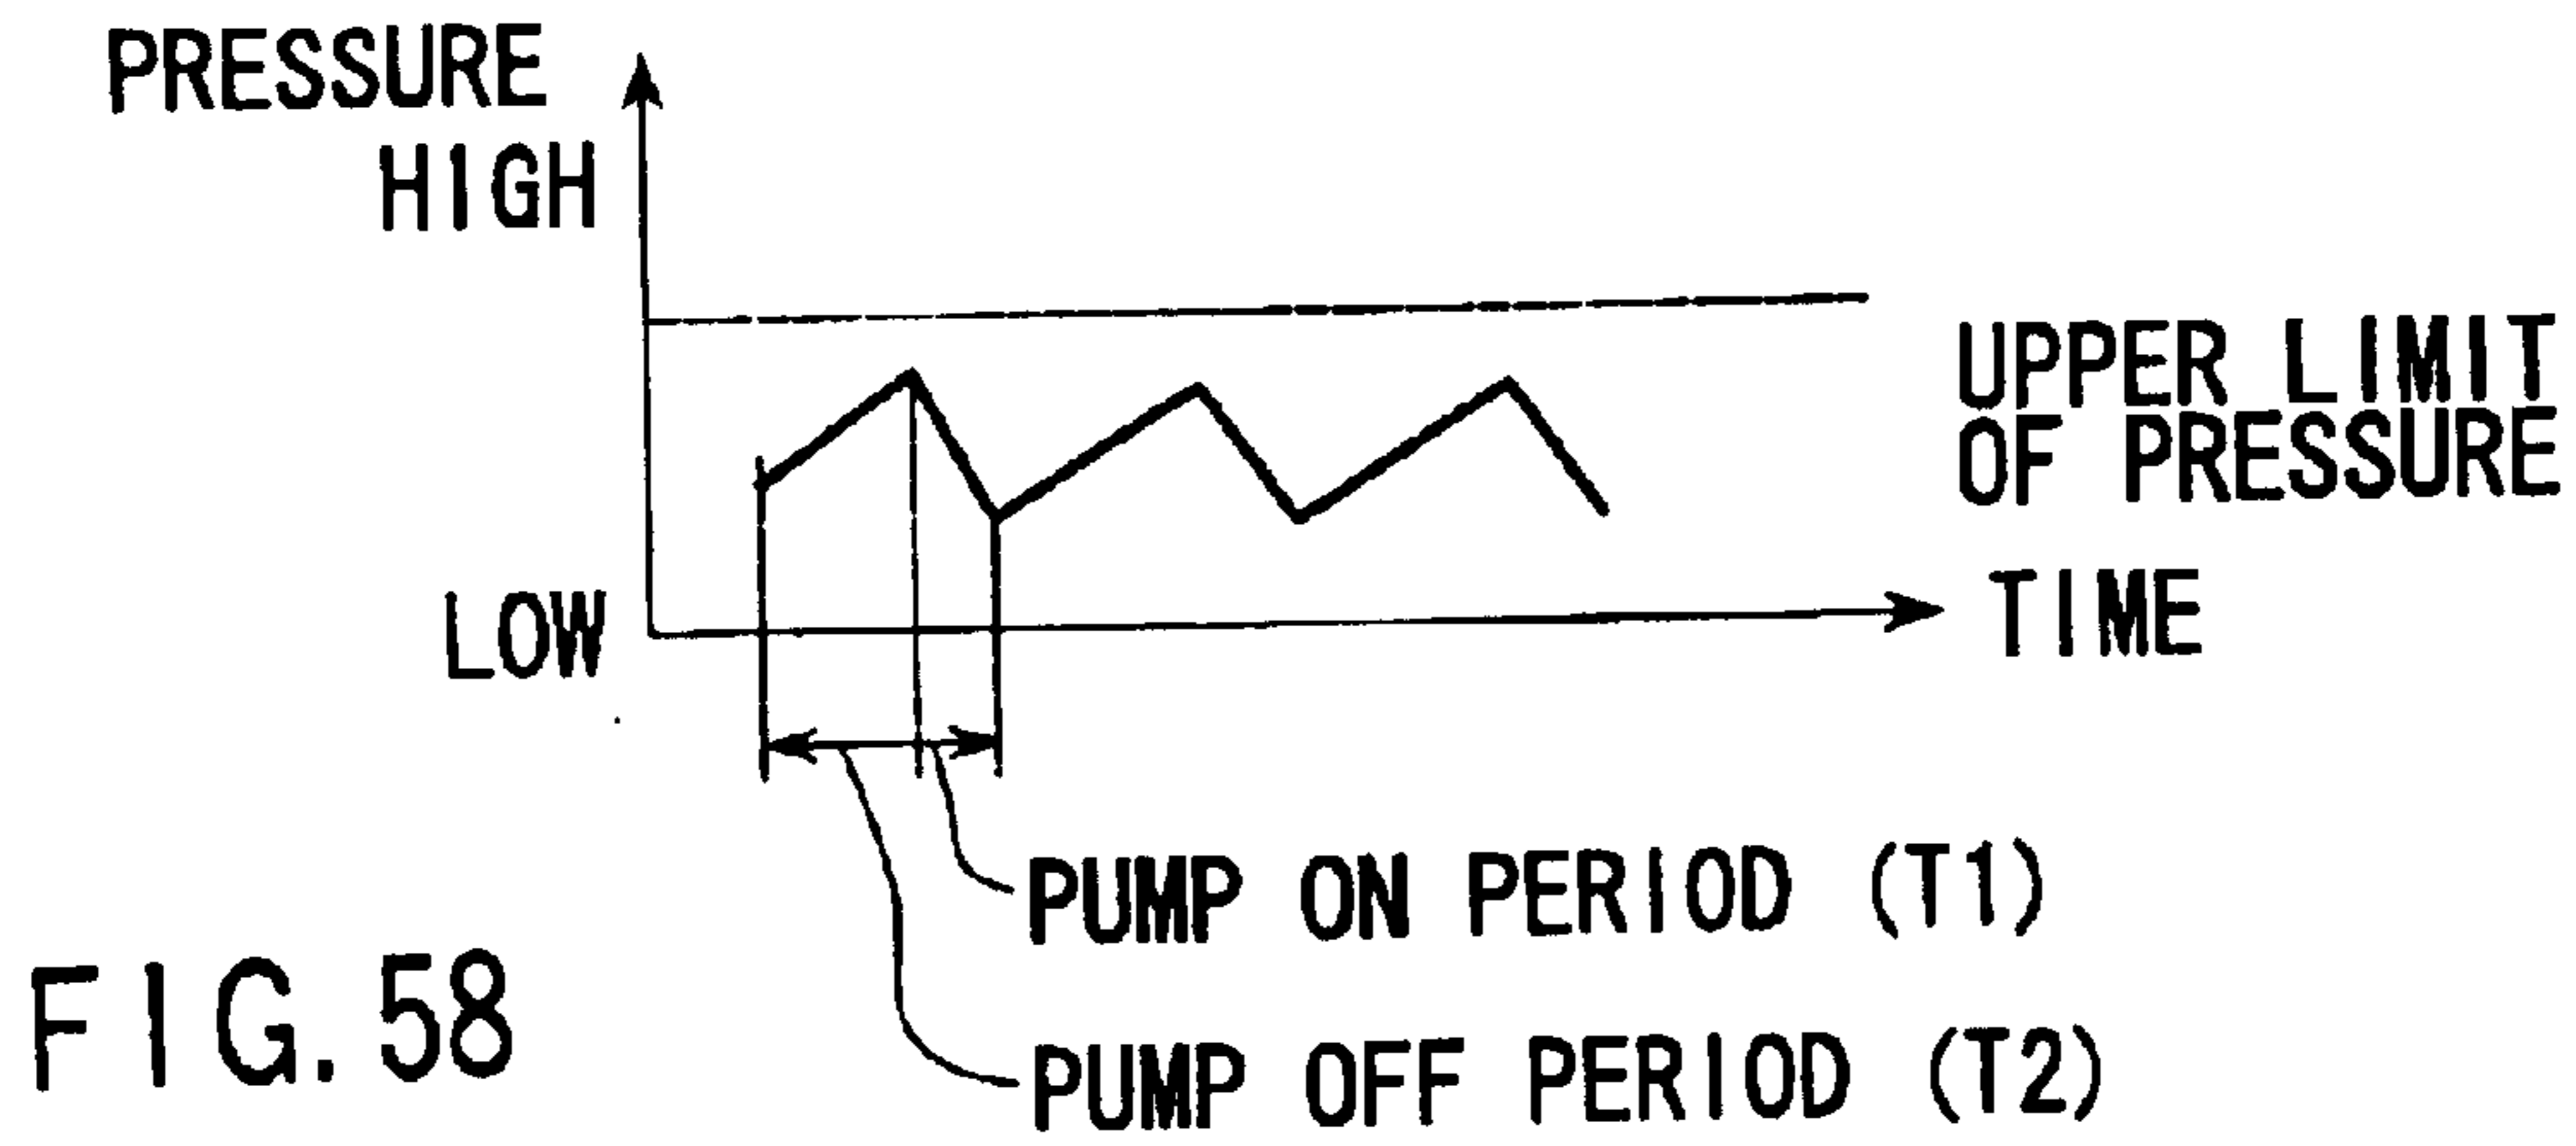 PRESSURE
HIGH
UPPER LIMIT
OF PRESSURE
LOW
TIME
PUMP ON PERIOD (T1)
PUMP OFF PERIOD (T2)
FIG. 58